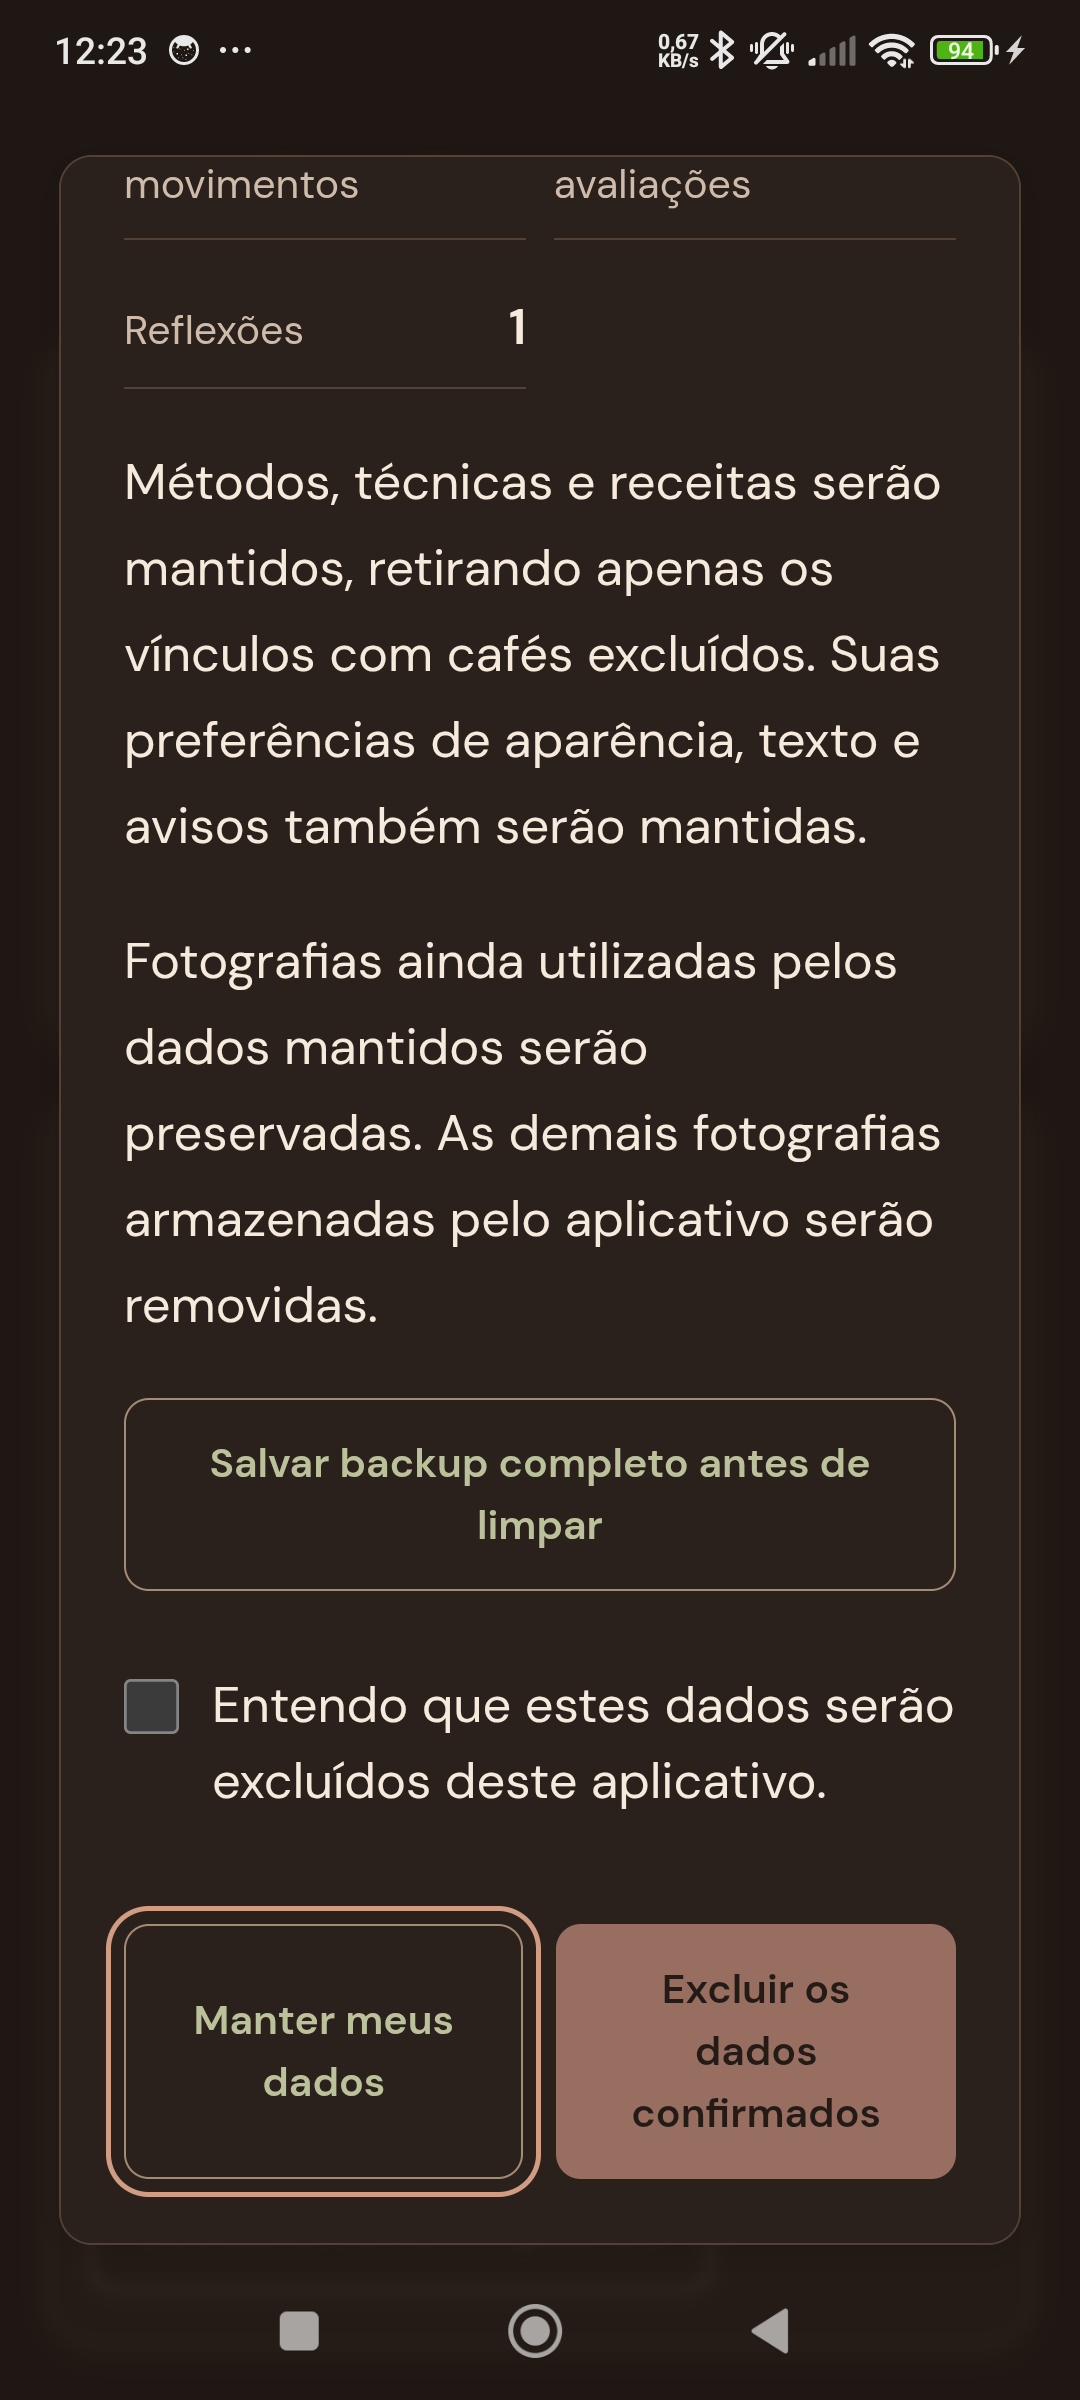 12:23
0,67
KB/s
94
movimentos
avaliações
Reflexões 1
Métodos, técnicas e receitas serão
mantidos, retirando apenas os
vínculos com cafés excluídos. Suas
preferências de aparência, texto e
avisos também serão mantidas.
Fotografias ainda utilizadas pelos
dados mantidos serão
preservadas. As demais fotografias
armazenadas pelo aplicativo serão
removidas.
Salvar backup completo antes de
limpar
Entendo que estes dados serão
excluídos deste aplicativo.
Manter meus
dados
Excluir os
dados
confirmados